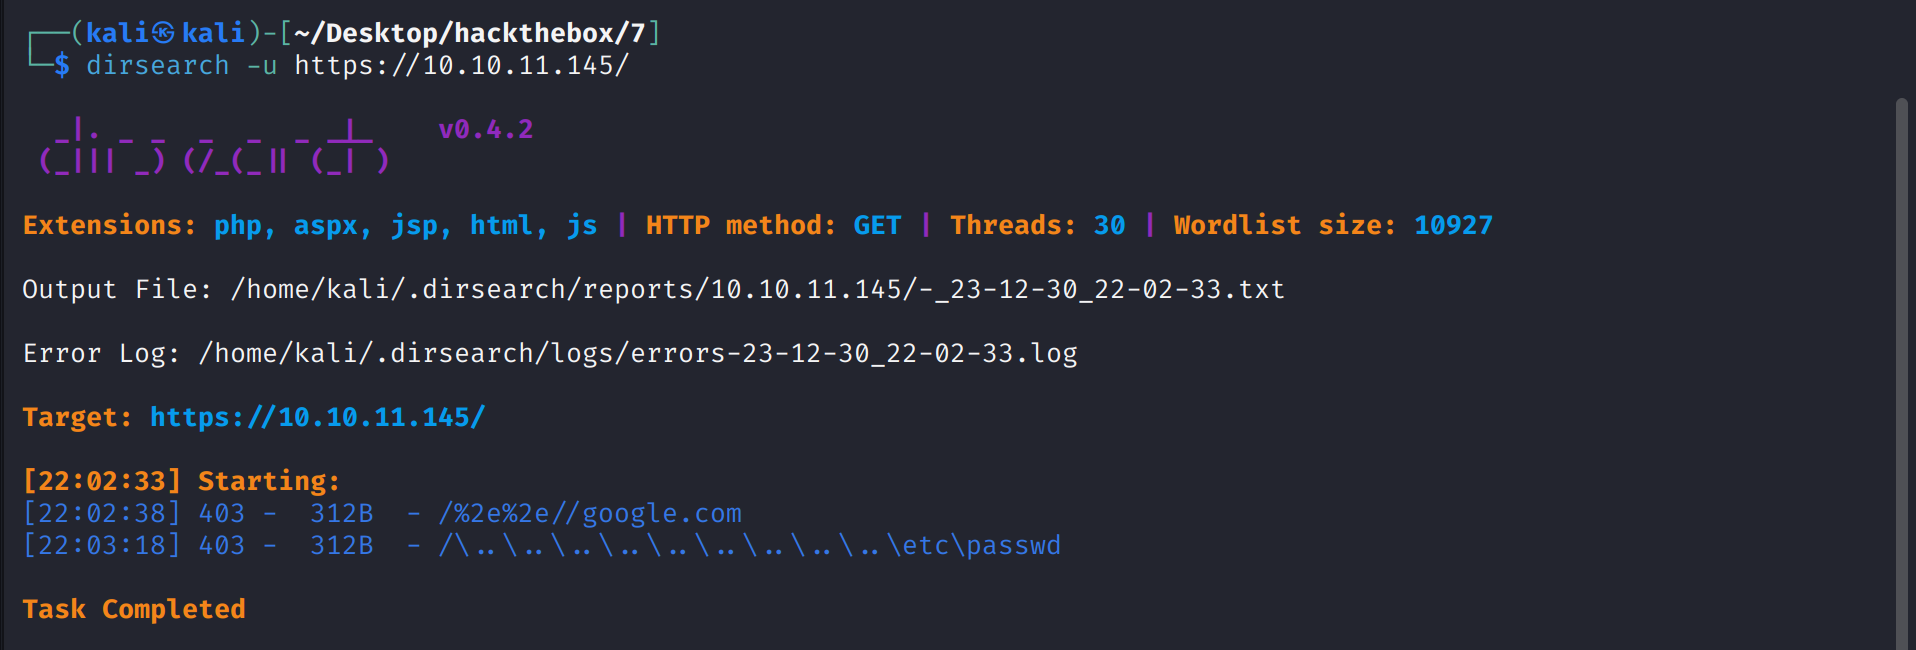 ┌──(kali㉿kali)-[~/Desktop/hackthebox/7]
└─$ dirsearch -u https://10.10.11.145/
  _|. _ _  _  _  _ _|_    v0.4.2
 (_||| _) (/_(_|| (_| )
Extensions: php, aspx, jsp, html, js | HTTP method: GET | Threads: 30 | Wordlist size: 10927
Output File: /home/kali/.dirsearch/reports/10.10.11.145/-_23-12-30_22-02-33.txt
Error Log: /home/kali/.dirsearch/logs/errors-23-12-30_22-02-33.log
Target: https://10.10.11.145/
[22:02:33] Starting:
[22:02:38] 403 -  312B  - /%2e%2e//google.com
[22:03:18] 403 -  312B  - /\..\..\..\..\..\..\..\..\..\etc\passwd
Task Completed